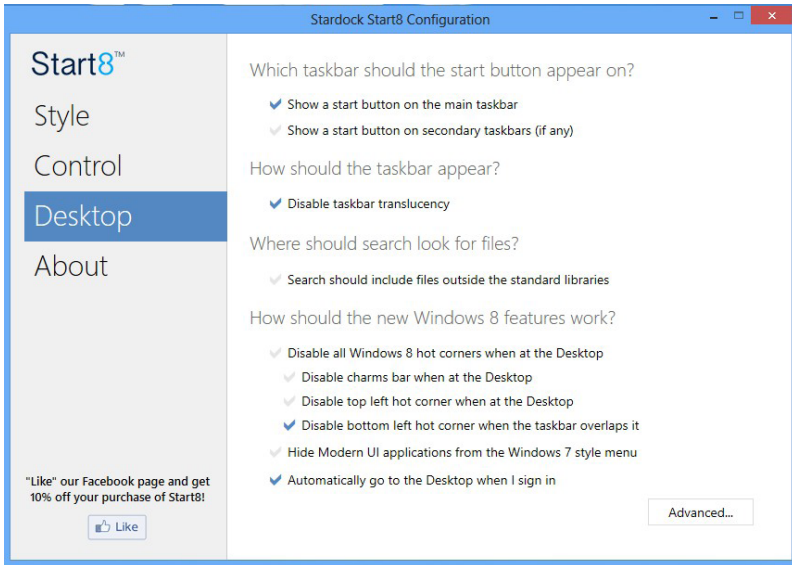 Stardock Start8 Configuration
Start8™
Style
Control
Desktop
About
"Like" our Facebook page and get
10% off your purchase of Start8!
Like
Which taskbar should the start button appear on?
Show a start button on the main taskbar
Show a start button on secondary taskbars (if any)
How should the taskbar appear?
Disable taskbar translucency
Where should search look for files?
Search should include files outside the standard libraries
How should the new Windows 8 features work?
Disable all Windows 8 hot corners when at the Desktop
Disable charms bar when at the Desktop
Disable top left hot corner when at the Desktop
Disable bottom left hot corner when the taskbar overlaps it
Hide Modern UI applications from the Windows 7 style menu
Automatically go to the Desktop when I sign in
Advanced...